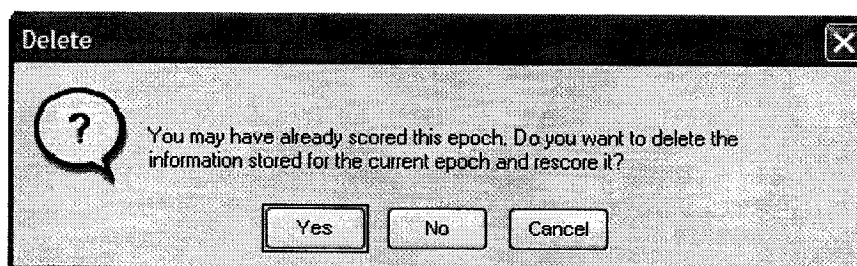 Delete
?
You may have already scored this epoch. Do you want to delete the
information stored for the current epoch and rescore it?
Yes No Cancel